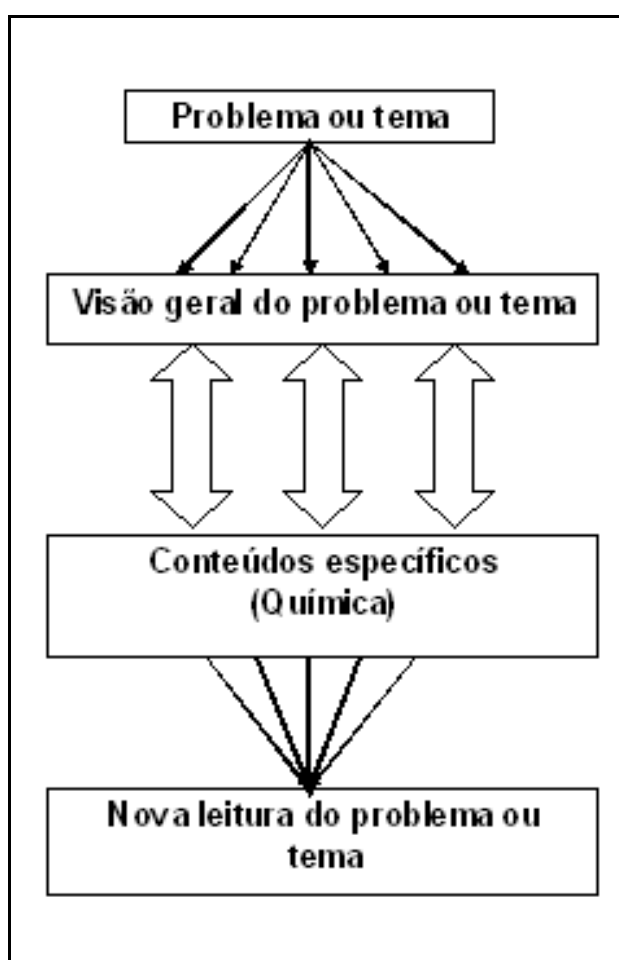 Problema ou tema
Visão geral do problema ou tema
Conteúdos específicos
(Química)
Nova leitura do problema ou
tema